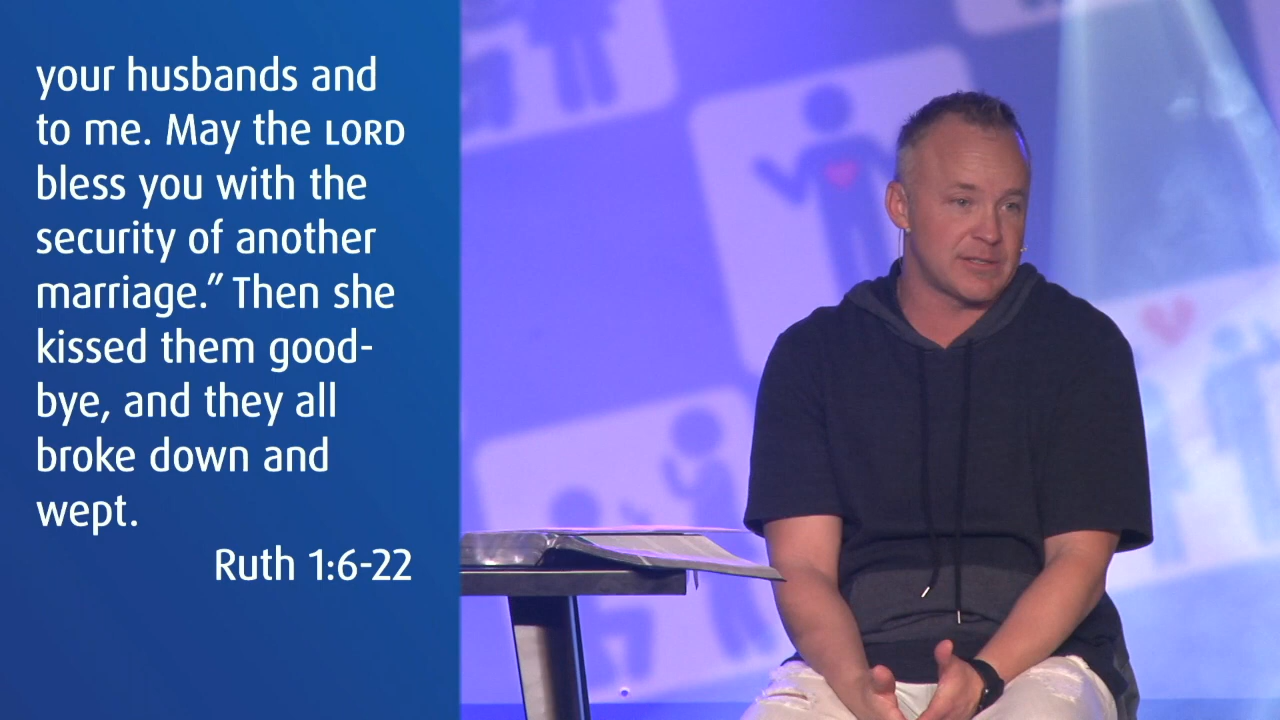 your husbands and
to me. May the LORD
bless you with the
security of another
marriage.” Then she
kissed them good-
bye, and they all
broke down and
wept.
Ruth 1:6-22